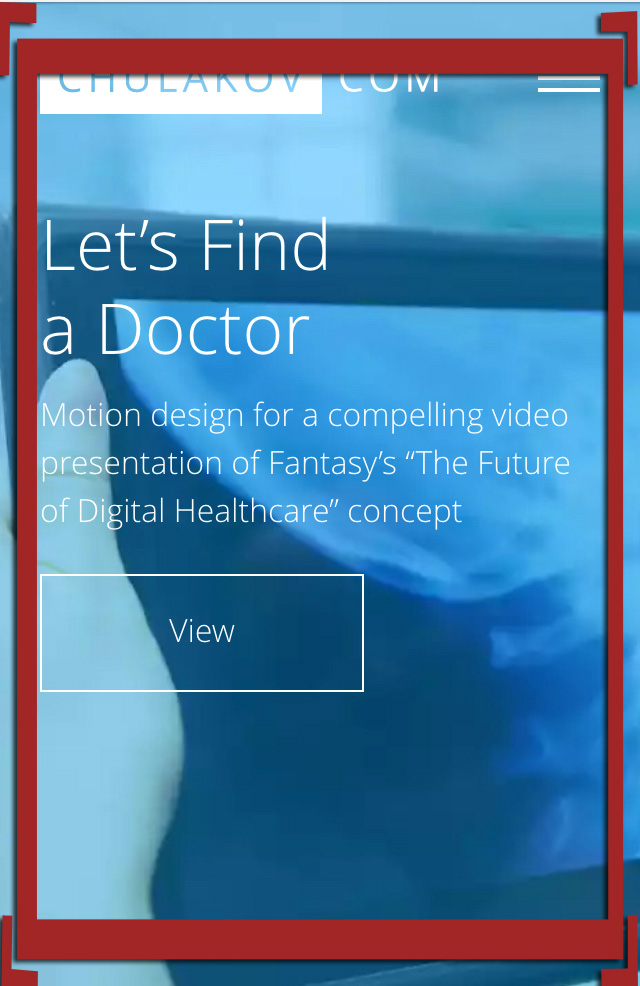 CHULAKOV COM
Let’s Find
a Doctor
Motion design for a compelling video
presentation of Fantasy’s “The Future
of Digital Healthcare” concept
View